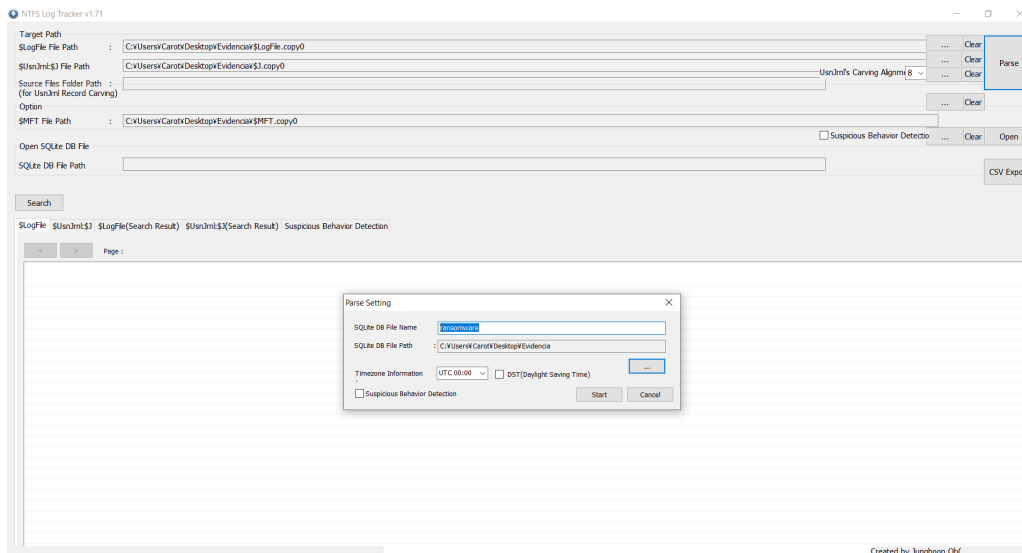 NTFS Log Tracker v1.71
Target Path
$LogFile File Path : C:¥Users¥Carot¥Desktop¥Evidencia¥$LogFile.copy0 ... Clear Parse
$UsnJrnl:$J File Path : C:¥Users¥Carot¥Desktop¥Evidencia¥$J.copy0 ... Clear
UsnJrnl's Carving Alignme 8
Source Files Folder Path : ... Clear
(for UsnJrnl Record Carving)
Option ... Clear
$MFT File Path : C:¥Users¥Carot¥Desktop¥Evidencia¥$MFT.copy0
Suspicious Behavior Detectio ... Clear Open
Open SQLite DB File
SQLite DB File Path
CSV Expo
Search
$LogFile $UsnJrnl:$J $LogFile(Search Result) $UsnJrnl:$J(Search Result) Suspicious Behavior Detection
< > Page :
Parse Setting
SQLite DB File Name ransomware
SQLite DB File Path : C:¥Users¥Carot¥Desktop¥Evidencia
...
Timezone Information : UTC 00:00 DST(Daylight Saving Time)
Suspicious Behavior Detection Start Cancel
Created by Junghoon Oh(